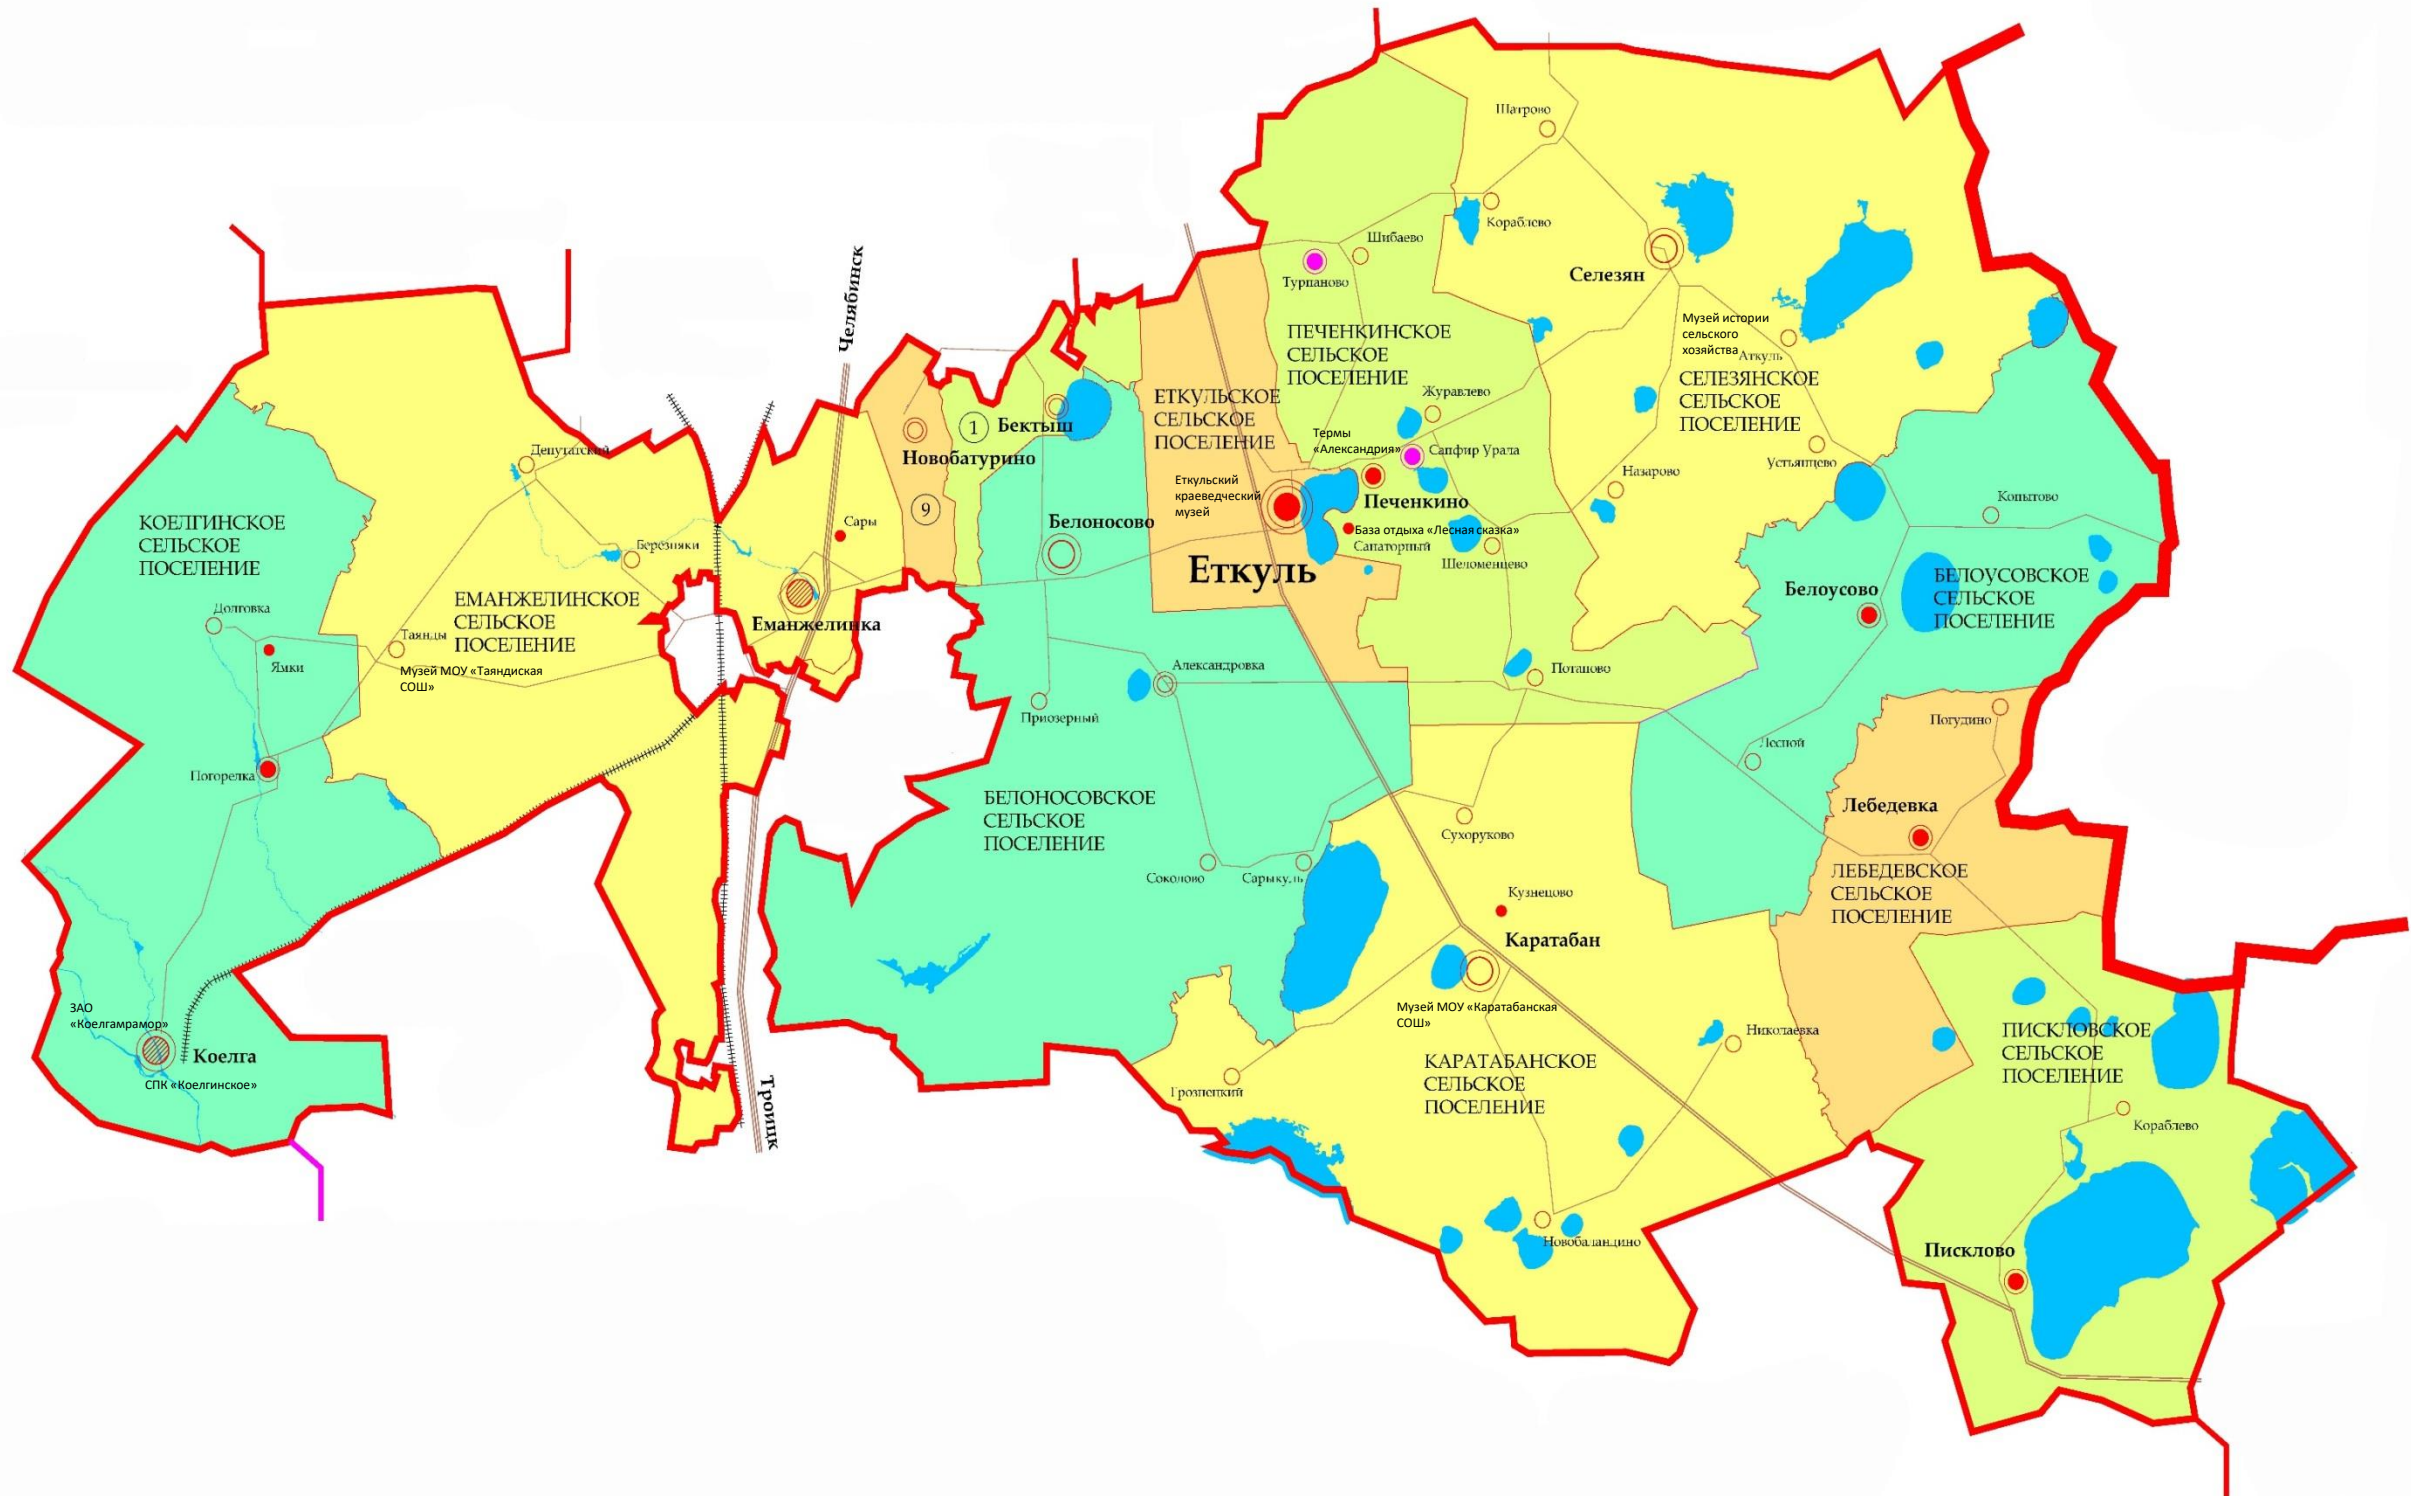 Шатрово
Кораблево
Шибаево
Турпаново
Селезян
Челябинск
ПЕЧЕНКИНСКОЕ
СЕЛЬСКОЕ
ПОСЕЛЕНИЕ
Музей истории
сельского
хозяйства
Аткуль
СЕЛЕЗЯНСКОЕ
СЕЛЬСКОЕ
ПОСЕЛЕНИЕ
ЕТКУЛЬСКОЕ
СЕЛЬСКОЕ
ПОСЕЛЕНИЕ
Журавлево
1
Бектыш
Новобатурино
9
Термы
«Александрия»
Сапфир Урала
Депутатский
Назарово
Устьянцево
Еткульский
краеведческий
музей
Печенкино
Копытово
КОЕЛГИНСКОЕ
СЕЛЬСКОЕ
ПОСЕЛЕНИЕ
Сары
Белоносово
База отдыха «Лесная сказка»
Санаторный
Березняки
Шеломенцево
Еткуль
Белоусово
БЕЛОУСОВСКОЕ
СЕЛЬСКОЕ
ПОСЕЛЕНИЕ
Долговка
ЕМАНЖЕЛИНСКОЕ
СЕЛЬСКОЕ
ПОСЕЛЕНИЕ
Еманжелинка
Таянды
Ямки
Музей МОУ «Таяндиская
СОШ»
Александровка
Потапово
Приозерный
Погудино
Лесной
Погорелка
БЕЛОНОСОВСКОЕ
СЕЛЬСКОЕ
ПОСЕЛЕНИЕ
Лебедевка
Сухоруково
ЛЕБЕДЕВСКОЕ
СЕЛЬСКОЕ
ПОСЕЛЕНИЕ
Соколово
Сарыкуль
Кузнецово
Каратабан
Музей МОУ «Каратабанская
СОШ»
ЗАО
«Коелгамрамор»
Коелга
СПК «Коелгинское»
Николаевка
ПИСКЛОВСКОЕ
СЕЛЬСКОЕ
ПОСЕЛЕНИЕ
КАРАТАБАНСКОЕ
СЕЛЬСКОЕ
ПОСЕЛЕНИЕ
Грознецкий
Троицк
Кораблево
Новобаландино
Писклово